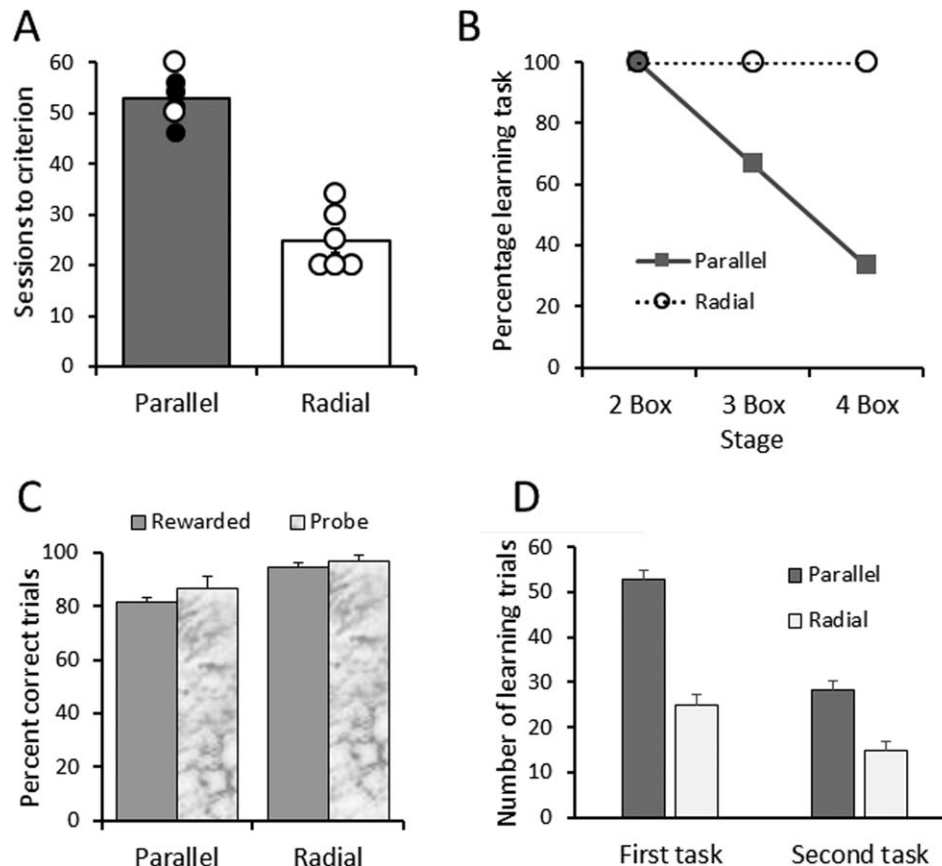 A
Sessions to criterion
60
50
40
30
20
10
0
Parallel Radial
B
Percentage learning task
100
80
60
40
20
0
Parallel
Radial
2 Box 3 Box 4 Box
Stage
C
Rewarded Probe
Percent correct trials
100
80
60
40
20
0
Parallel Radial
D
Number of learning trials
60
50
40
30
20
10
0
Parallel
Radial
First task Second task